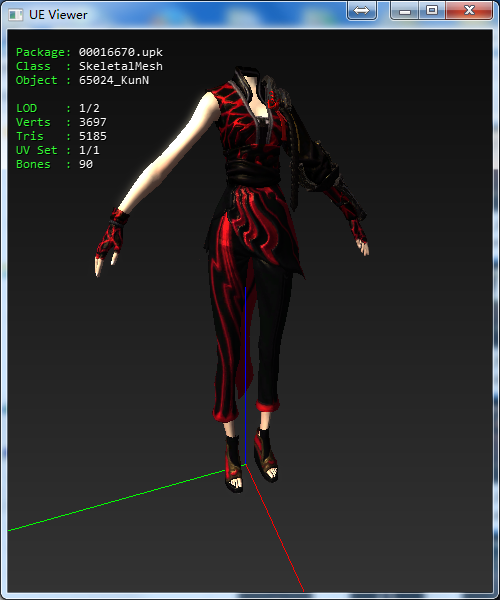 UE Viewer
Package: 00016670.upk
Class : SkeletalMesh
Object : 65024_KunN
LOD : 1/2
Verts : 3697
Tris : 5185
UV Set : 1/1
Bones : 90